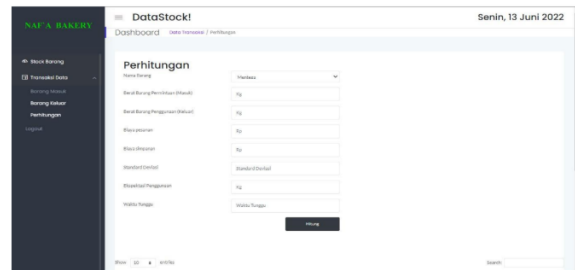 NAF'A BAKERY
DataStock!
Senin, 13 Juni 2022
Dashboard Data Transaksi / Perhitungan
Stock Barang
Transaksi Data
Barang Masuk
Barang Keluar
Perhitungan
Logout
Perhitungan
Nama Barang
Mentega
Berat Barang Permintaan (Masuk)
Kg
Berat Barang Penggunaan (Keluar)
Kg
Biaya pesanan
Rp
Biaya simpanan
Rp
Standard Deviasi
Standard Deviasi
Ekspektasi Penggunaan
Kg
Waktu Tunggu
Waktu Tunggu
Hitung
Show 10 entries
Search: